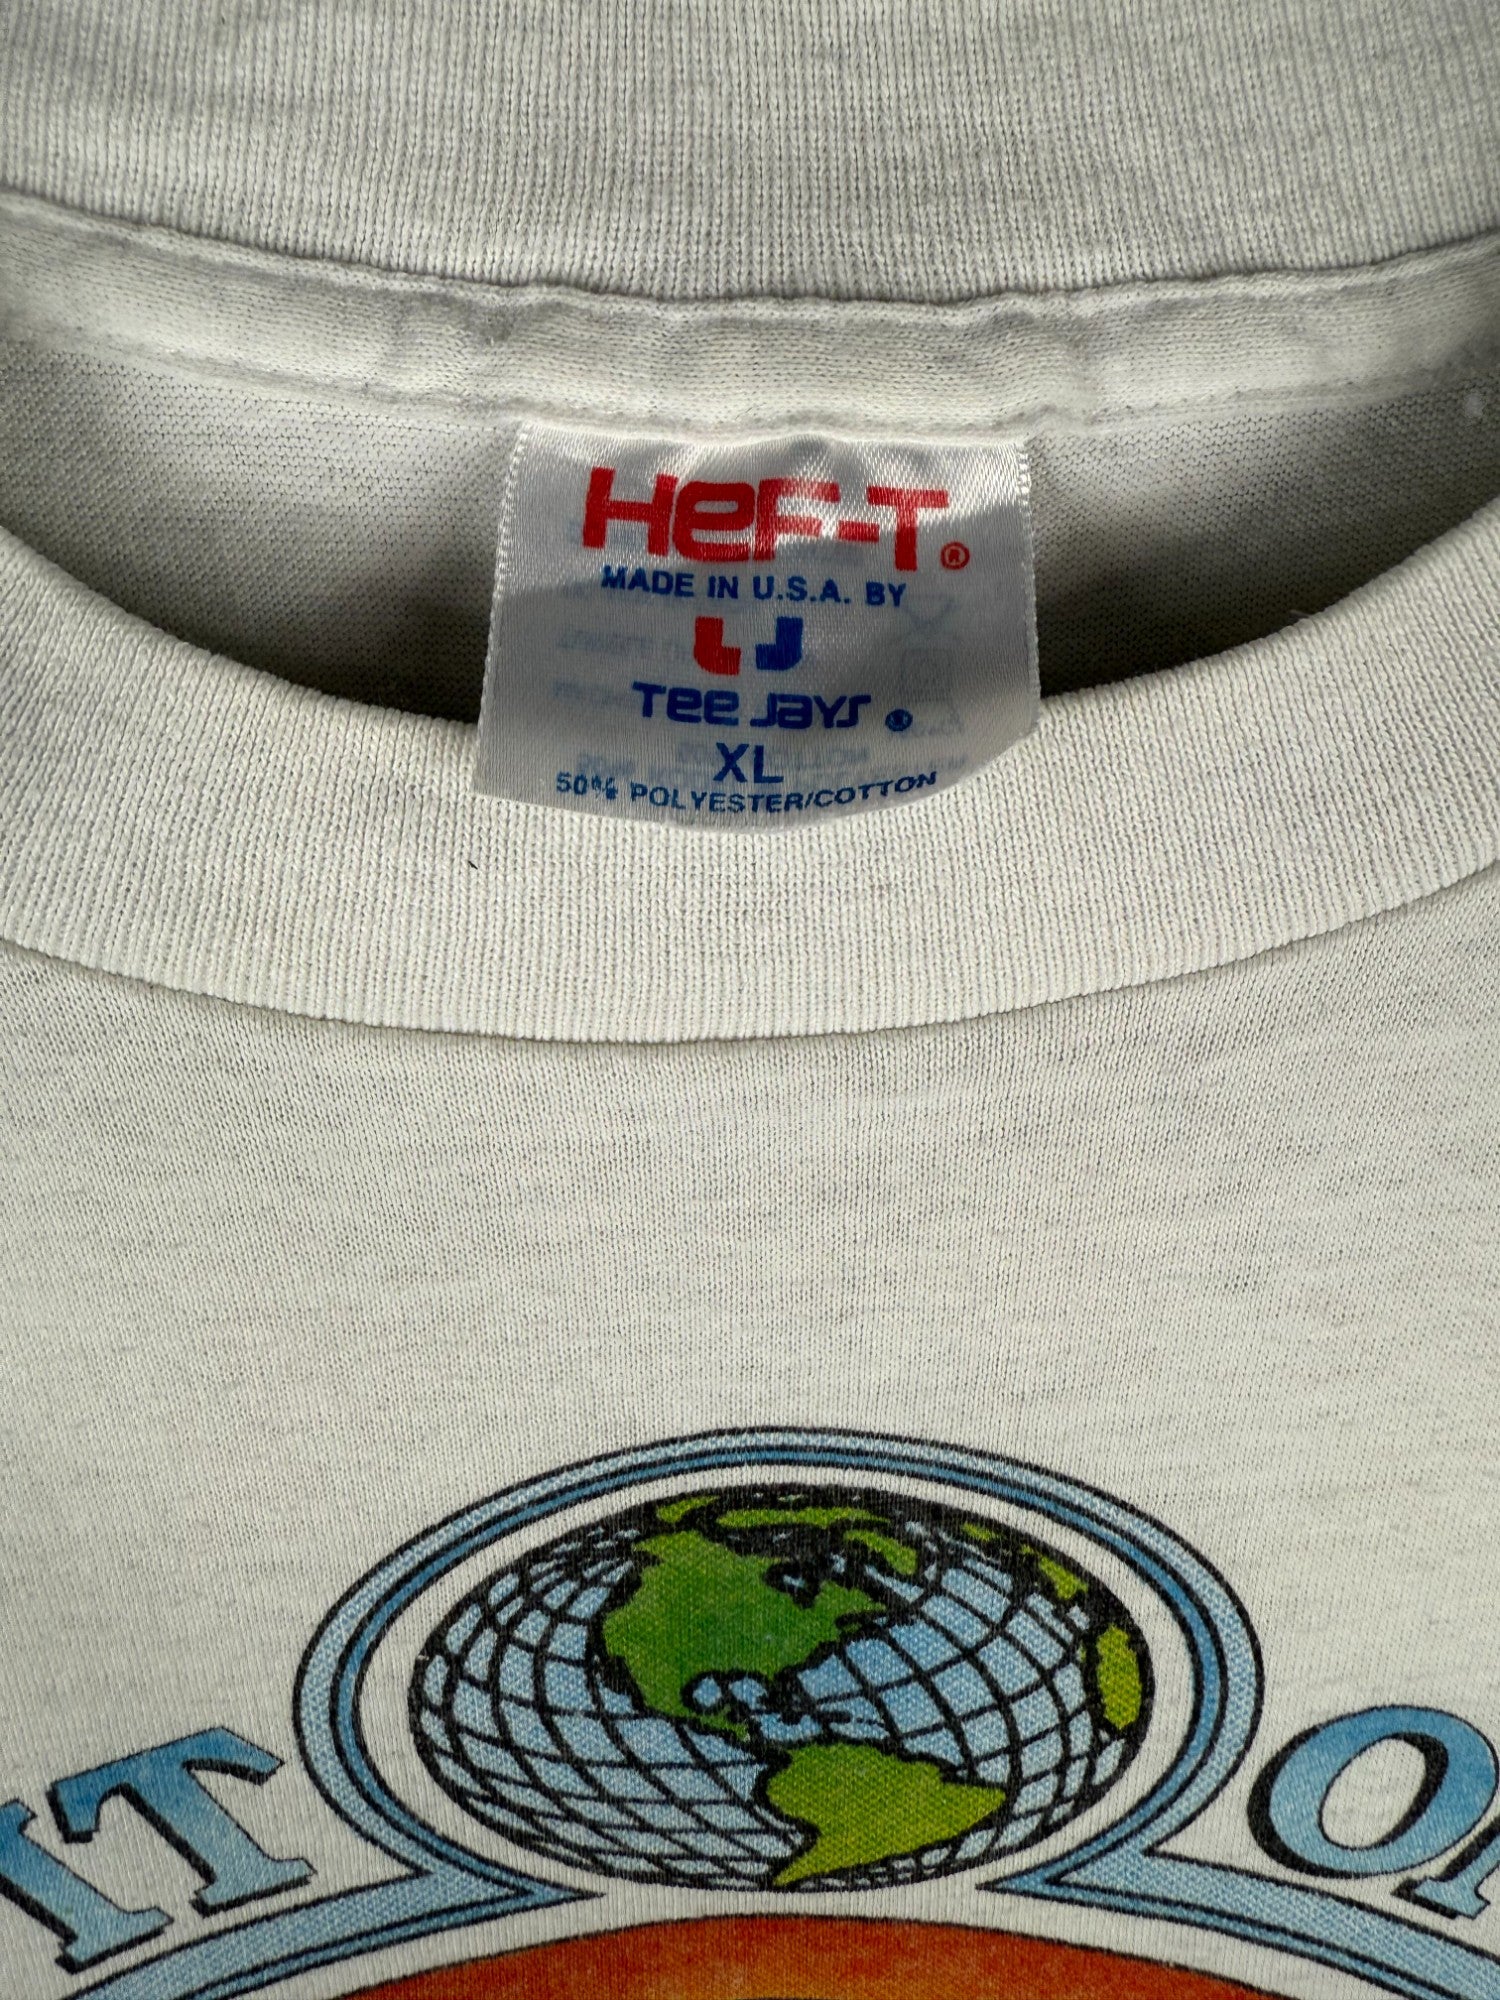 HEF-T®
MADE IN U.S.A. BY
TEE JAYS ®
XL
50% POLYESTER/COTTON